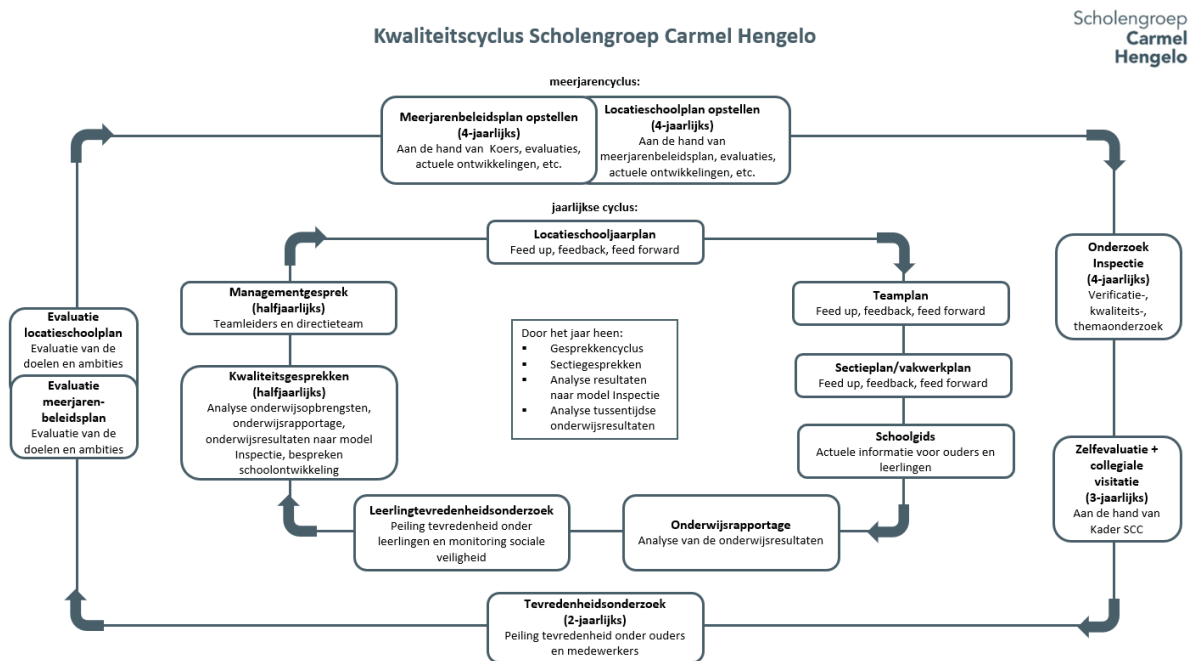 Kwaliteitscyclus Scholengroep Carmel Hengelo
Scholengroep
Carmel
Hengelo
meerjarencyclus:
Meerjarenbeleidsplan opstellen
(4-jaarlijks)
Aan de hand van Koers, evaluaties,
actuele ontwikkelingen, etc.
Locatieschoolplan opstellen
(4-jaarlijks)
Aan de hand van
meerjarenbeleidsplan, evaluaties,
actuele ontwikkelingen, etc.
Onderzoek
Inspectie
(4-jaarlijks)
Verificatie-,
kwaliteits-,
themaonderzoek
Zelfevaluatie +
collegiale
visitatie
(3-jaarlijks)
Aan de hand van
Kader SCC
Tevredenheidsonderzoek
(2-jaarlijks)
Peiling tevredenheid onder ouders
en medewerkers
Evaluatie
locatieschoolplan
Evaluatie van de
doelen en ambities
Evaluatie
meerjaren-
beleidsplan
Evaluatie van de
doelen en ambities
jaarlijkse cyclus:
Locatieschooljaarplan
Feed up, feedback, feed forward
Teamplan
Feed up, feedback, feed forward
Sectieplan/vakwerkplan
Feed up, feedback, feed forward
Schoolgids
Actuele informatie voor ouders en
leerlingen
Onderwijsrapportage
Analyse van de onderwijsresultaten
Leerlingtevredenheidsonderzoek
Peiling tevredenheid onder
leerlingen en monitoring sociale
veiligheid
Kwaliteitsgesprekken
(halfjaarlijks)
Analyse onderwijsopbrengsten,
onderwijsrapportage,
onderwijsresultaten naar model
Inspectie, bespreken
schoolontwikkeling
Managementgesprek
(halfjaarlijks)
Teamleiders en directieteam
Door het jaar heen:
▪ Gesprekkencyclus
▪ Sectiegesprekken
▪ Analyse resultaten
naar model Inspectie
▪ Analyse tussentijdse
onderwijsresultaten